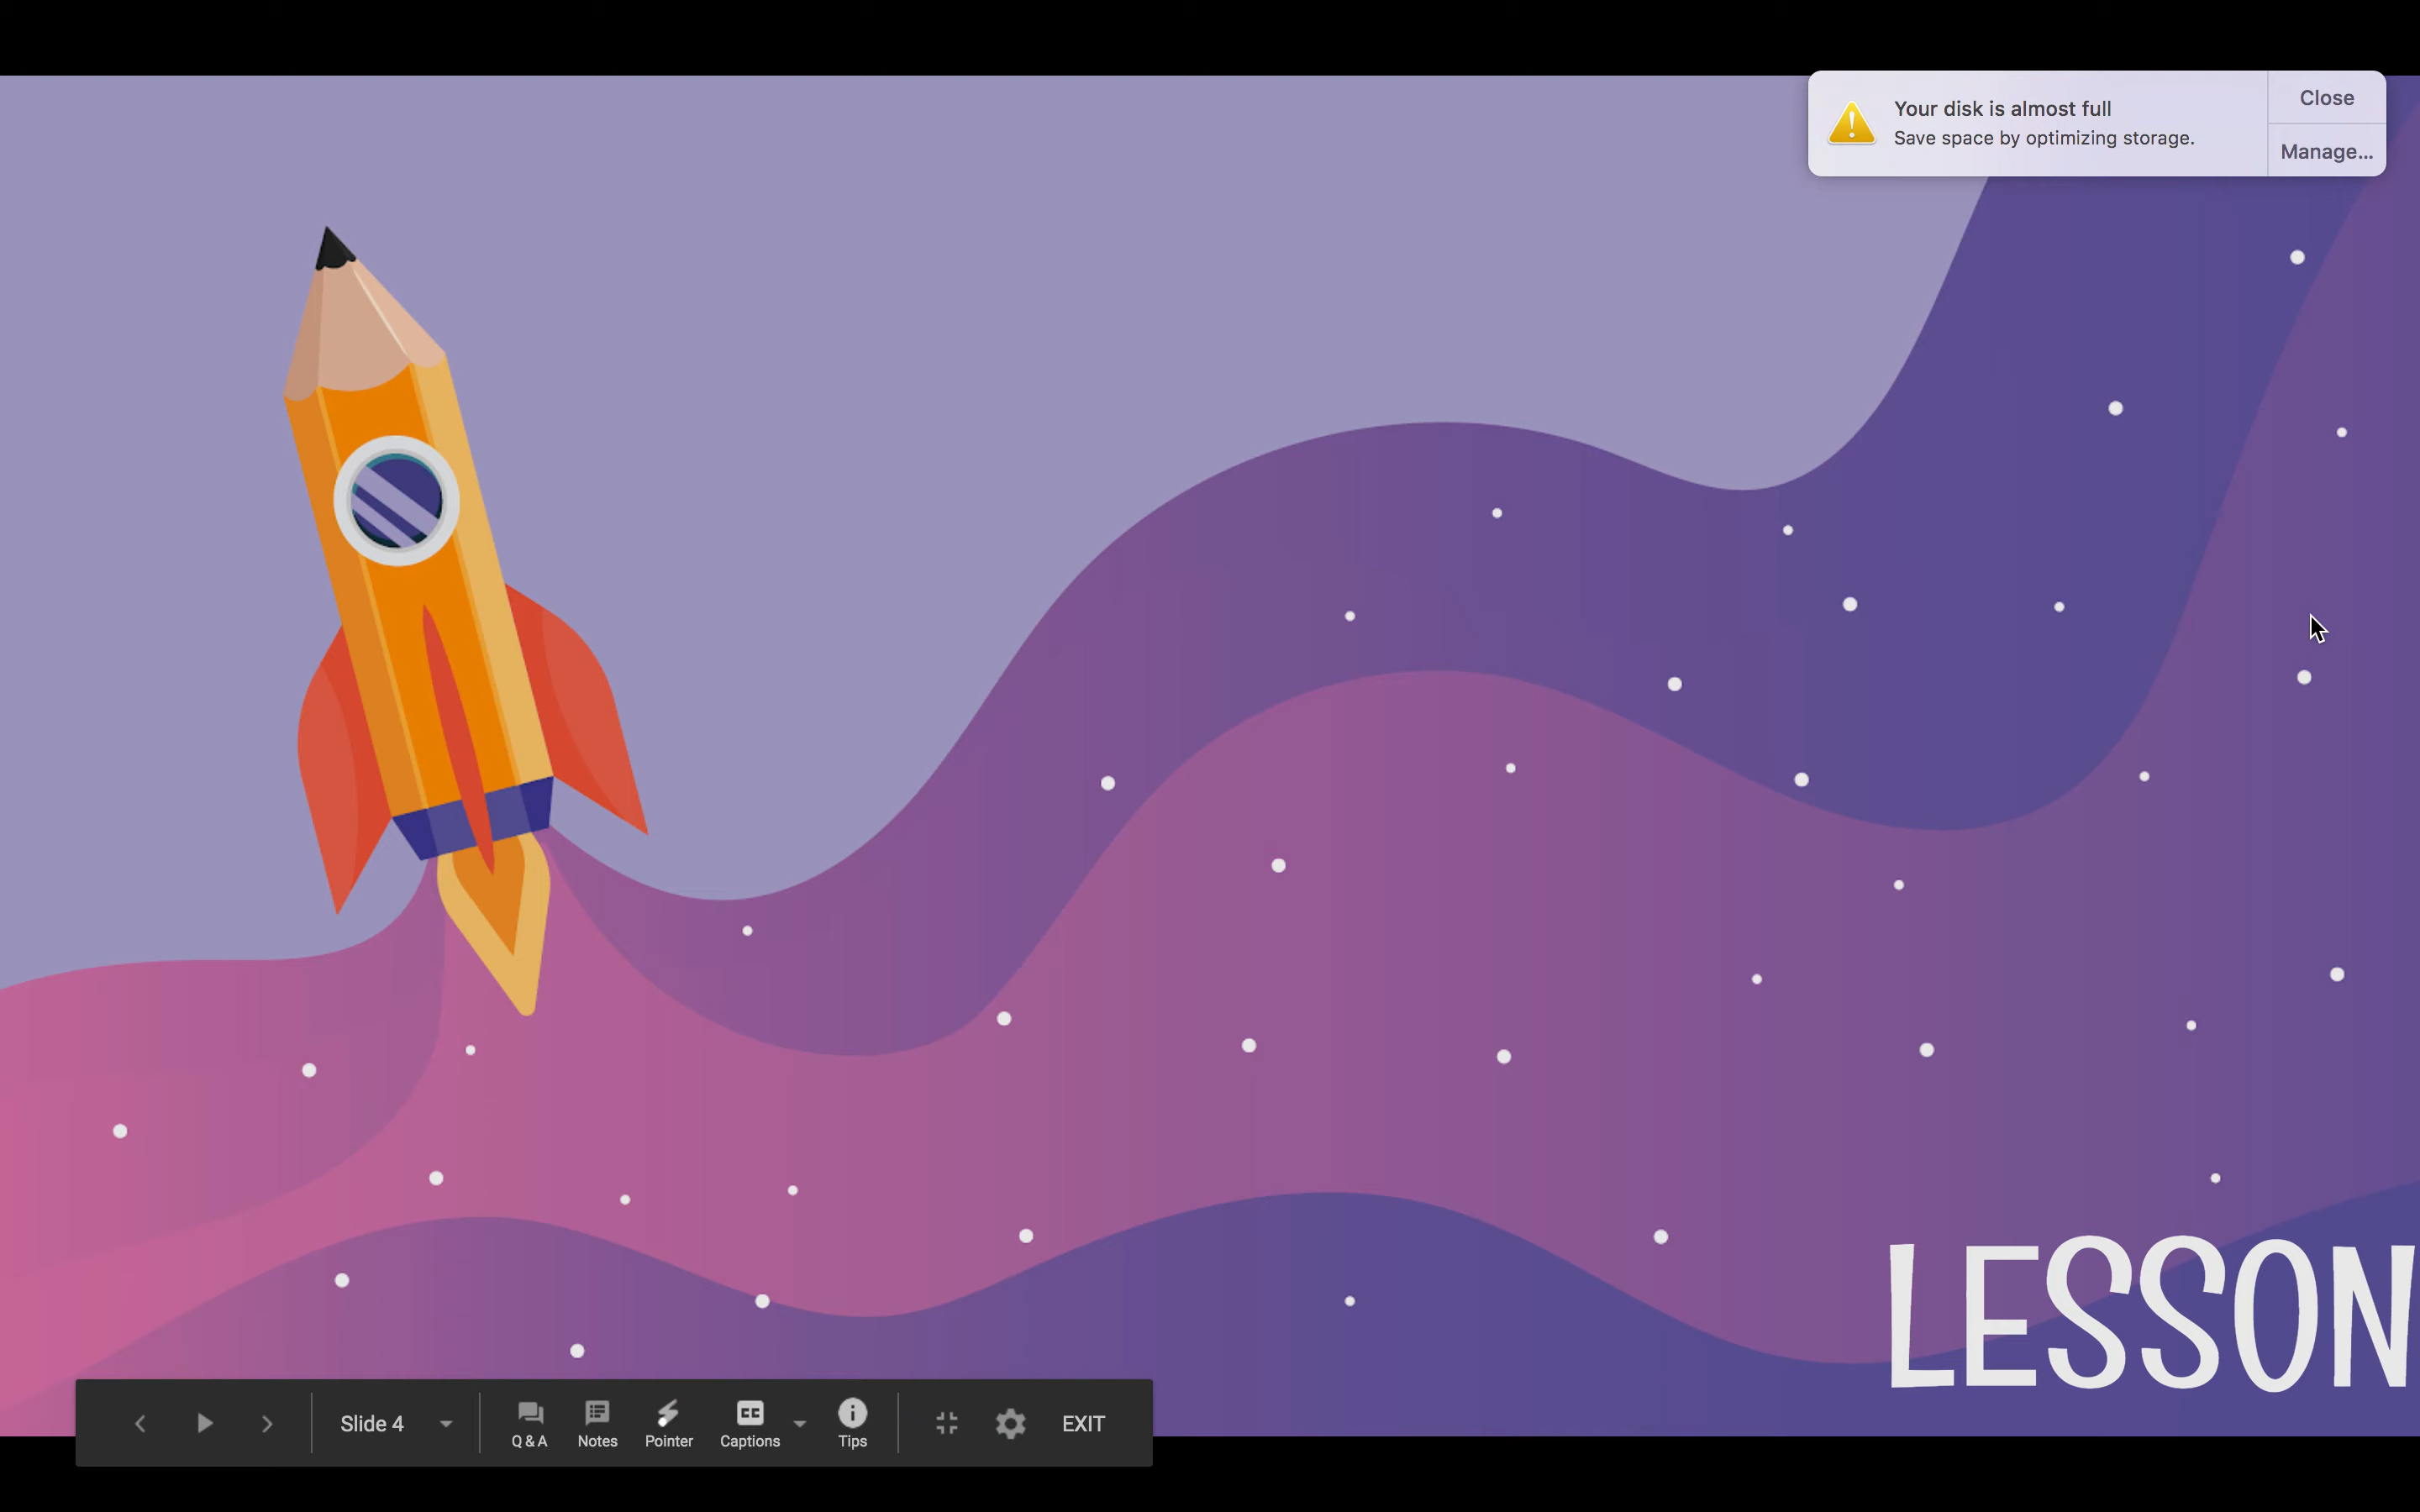 Your disk is almost full
Save space by optimizing storage.
Close
Manage...
LESSON
Slide 4
Q & A
Notes
Pointer
CC
Captions
Tips
EXIT